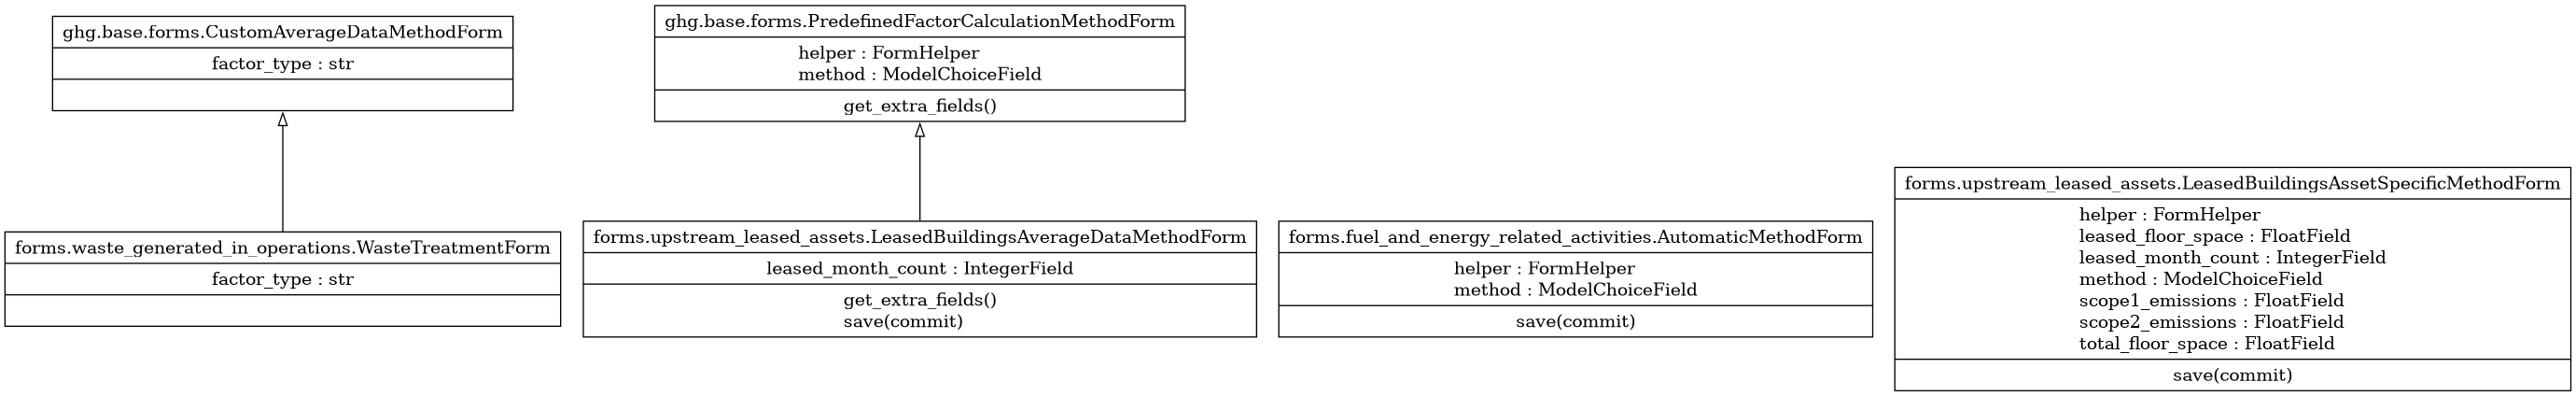 ghg.base.forms.CustomAverageDataMethodForm
factor_type : str
ghg.base.forms.PredefinedFactorCalculationMethodForm
helper : FormHelper
method : ModelChoiceField
get_extra_fields()
forms.waste_generated_in_operations.WasteTreatmentForm
factor_type : str
forms.upstream_leased_assets.LeasedBuildingsAverageDataMethodForm
leased_month_count : IntegerField
get_extra_fields()
save(commit)
forms.fuel_and_energy_related_activities.AutomaticMethodForm
helper : FormHelper
method : ModelChoiceField
save(commit)
forms.upstream_leased_assets.LeasedBuildingsAssetSpecificMethodForm
helper : FormHelper
leased_floor_space : FloatField
leased_month_count : IntegerField
method : ModelChoiceField
scope1_emissions : FloatField
scope2_emissions : FloatField
total_floor_space : FloatField
save(commit)